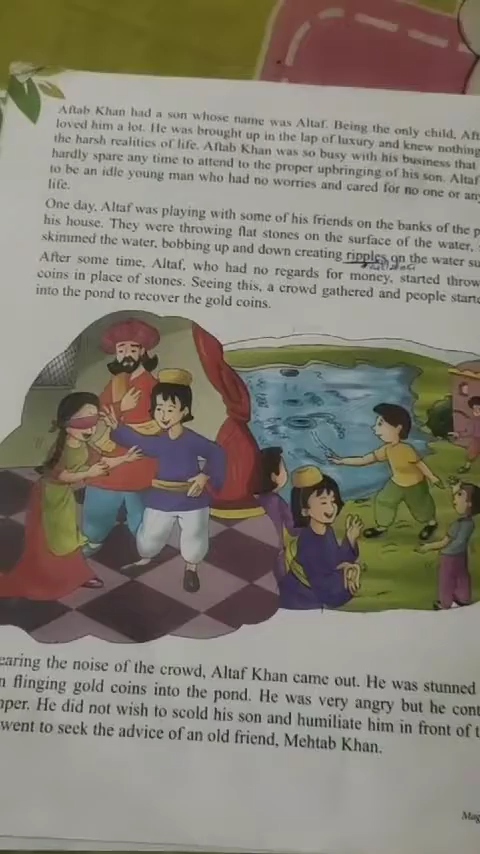 Aftab Khan had a son whose name was Altaf. Being the only child, Aft
loved him a lot. He was brought up in the lap of luxury and knew nothing
the harsh realities of life. Aftab Khan was so busy with his business that
hardly spare any time to attend to the proper upbringing of his son. Altaf
to be an idle young man who had no worries and cared for no one or any
life.
One day, Altaf was playing with some of his friends on the banks of the p
his house. They were throwing flat stones on the surface of the water,
skimmed the water, bobbing up and down creating ripples on the water su
After some time, Altaf, who had no regards for money, started throw
coins in place of stones. Seeing this, a crowd gathered and people starte
into the pond to recover the gold coins.
earing the noise of the crowd, Altaf Khan came out. He was stunned
n flinging gold coins into the pond. He was very angry but he cont
nper. He did not wish to scold his son and humiliate him in front of t
went to seek the advice of an old friend, Mehtab Khan.
Mag